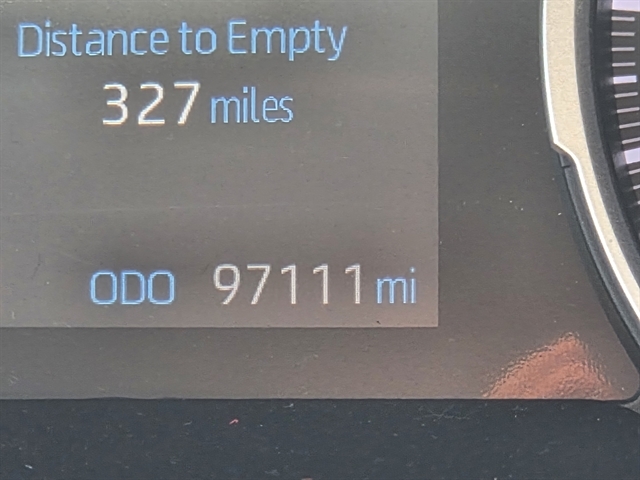 Distance to Empty
327 miles
ODO 97111 mi